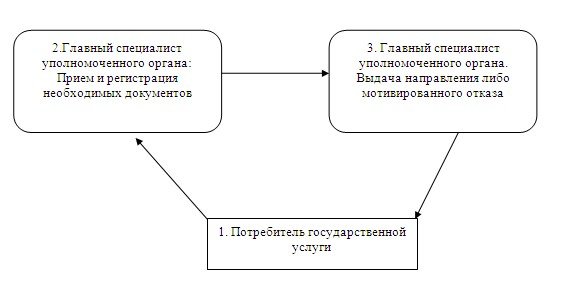 2.Главный специалист
уполномоченного органа:
Прием и регистрация
необходимых документов
3. Главный специалист
уполномоченного органа.
Выдача направления либо
мотивированного отказа
1. Потребитель государственной
услуги